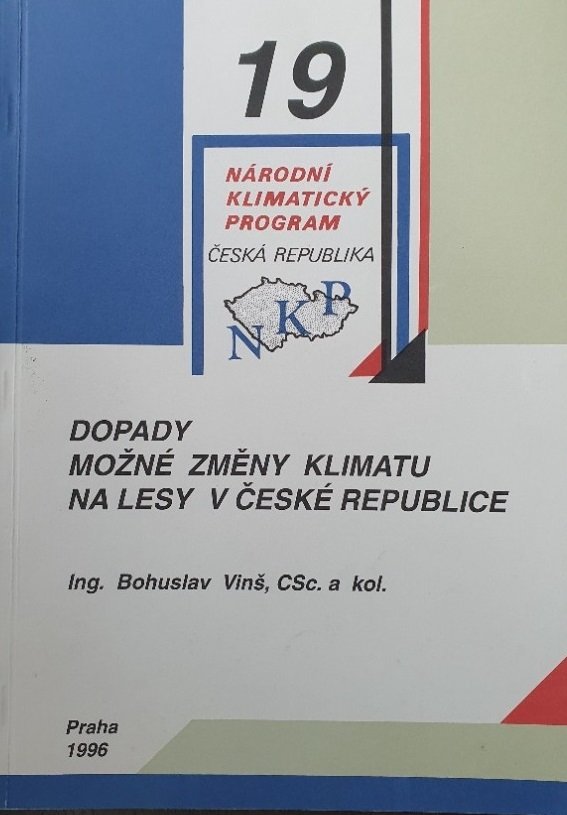 19
NÁRODNÍ
KLIMATICKÝ
PROGRAM
ČESKÁ REPUBLIKA
NKP
DOPADY
MOŽNÉ ZMĚNY KLIMATU
NA LESY V ČESKÉ REPUBLICE
Ing. Bohuslav Vinš, CSc. a kol.
Praha
1996